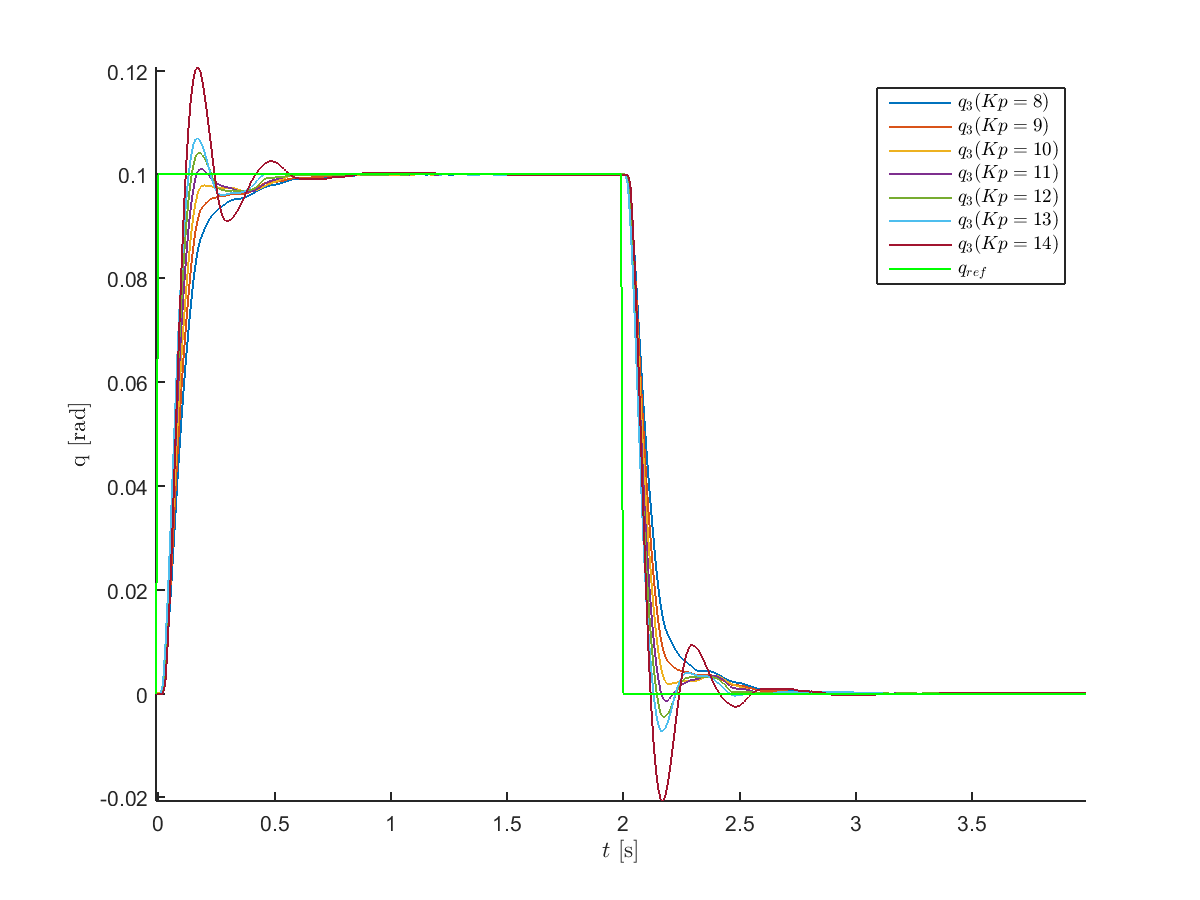 0.12
0.1
0.08
0.06
0.04
0.02
0
-0.02
q [rad]
0 0.5 1 1.5 2 2.5 3 3.5
t [s]
q₃(Kp = 8)
q₃(Kp = 9)
q₃(Kp = 10)
q₃(Kp = 11)
q₃(Kp = 12)
q₃(Kp = 13)
q₃(Kp = 14)
q_ref